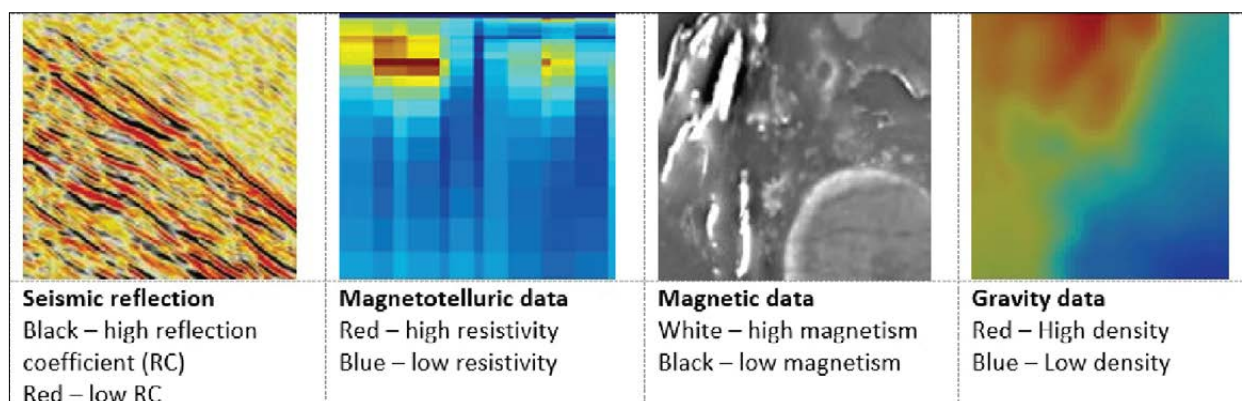 Seismic reflection
Black – high reflection
coefficient (RC)
Red – low RC
Magnetotelluric data
Red – high resistivity
Blue – low resistivity
Magnetic data
White – high magnetism
Black – low magnetism
Gravity data
Red – High density
Blue – Low density